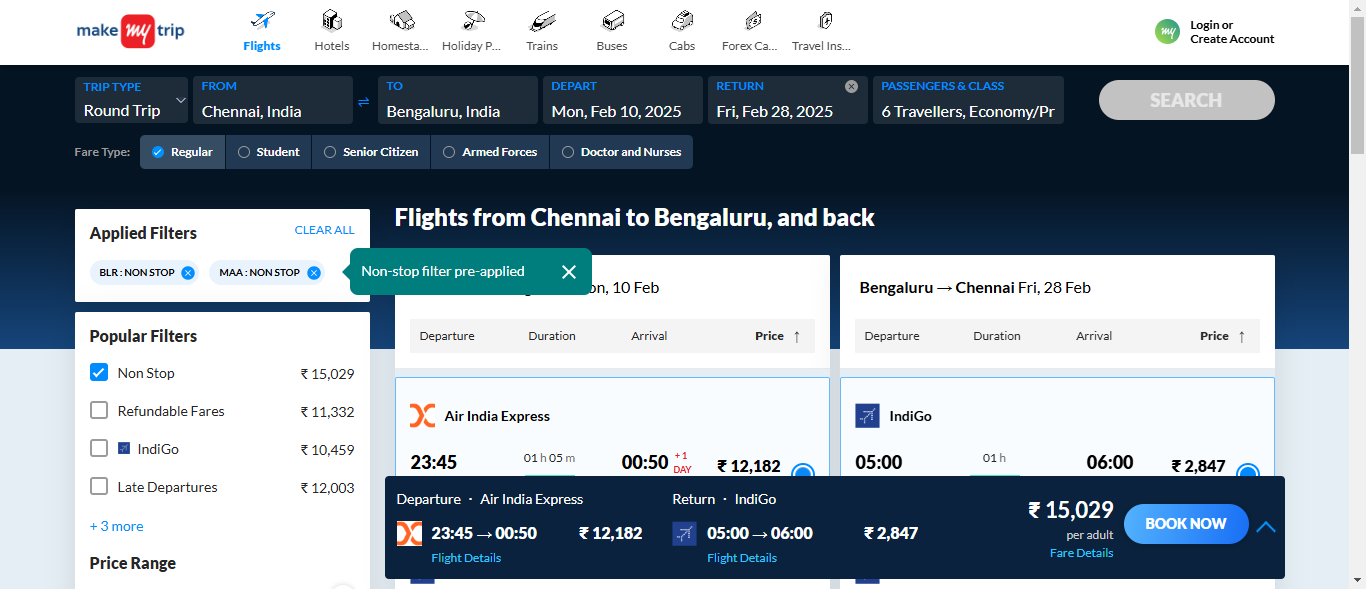 make my trip
Flights
Hotels
Homesta...
Holiday P...
Trains
Buses
Cabs
Forex Ca...
Travel Ins...
my
Login or
Create Account
TRIP TYPE
Round Trip
FROM
Chennai, India
TO
Bengaluru, India
DEPART
Mon, Feb 10, 2025
RETURN
Fri, Feb 28, 2025
PASSENGERS & CLASS
6 Travellers, Economy/Pr
SEARCH
Fare Type:
Regular
Student
Senior Citizen
Armed Forces
Doctor and Nurses
Flights from Chennai to Bengaluru, and back
Applied Filters
CLEAR ALL
BLR : NON STOP
MAA : NON STOP
Non-stop filter pre-applied
Popular Filters
Non Stop
₹ 15,029
Refundable Fares
₹ 11,332
IndiGo
₹ 10,459
Late Departures
₹ 12,003
+ 3 more
Price Range
on, 10 Feb
Departure
Duration
Arrival
Price ↑
Air India Express
23:45
01 h 05 m
00:50
+ 1
DAY
₹ 12,182
Bengaluru → Chennai Fri, 28 Feb
Departure
Duration
Arrival
Price ↑
IndiGo
05:00
01 h
06:00
₹ 2,847
Departure · Air India Express
23:45 → 00:50
₹ 12,182
Flight Details
Return · IndiGo
05:00 → 06:00
₹ 2,847
Flight Details
₹ 15,029
per adult
Fare Details
BOOK NOW